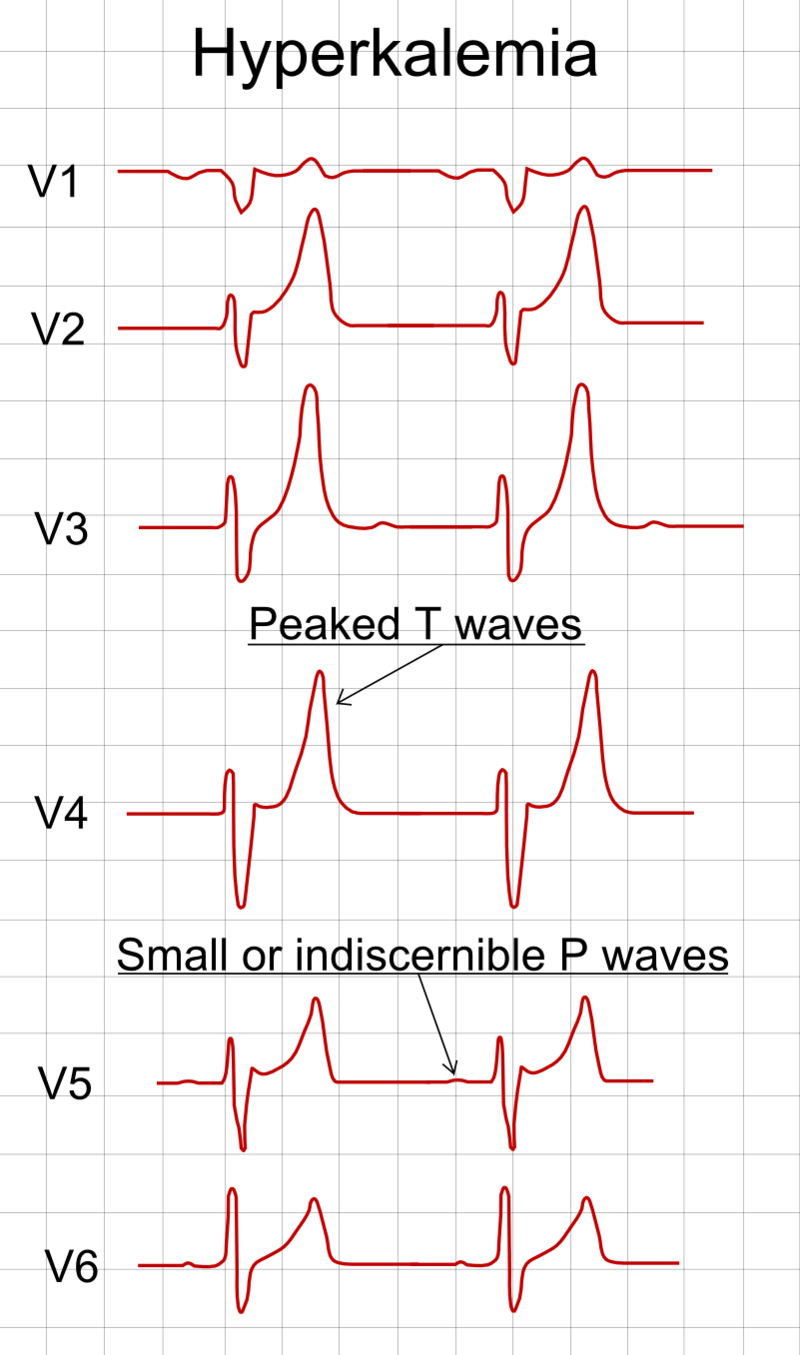 Hyperkalemia
V1
V2
V3
Peaked T waves
V4
Small or indiscernible P waves
V5
V6